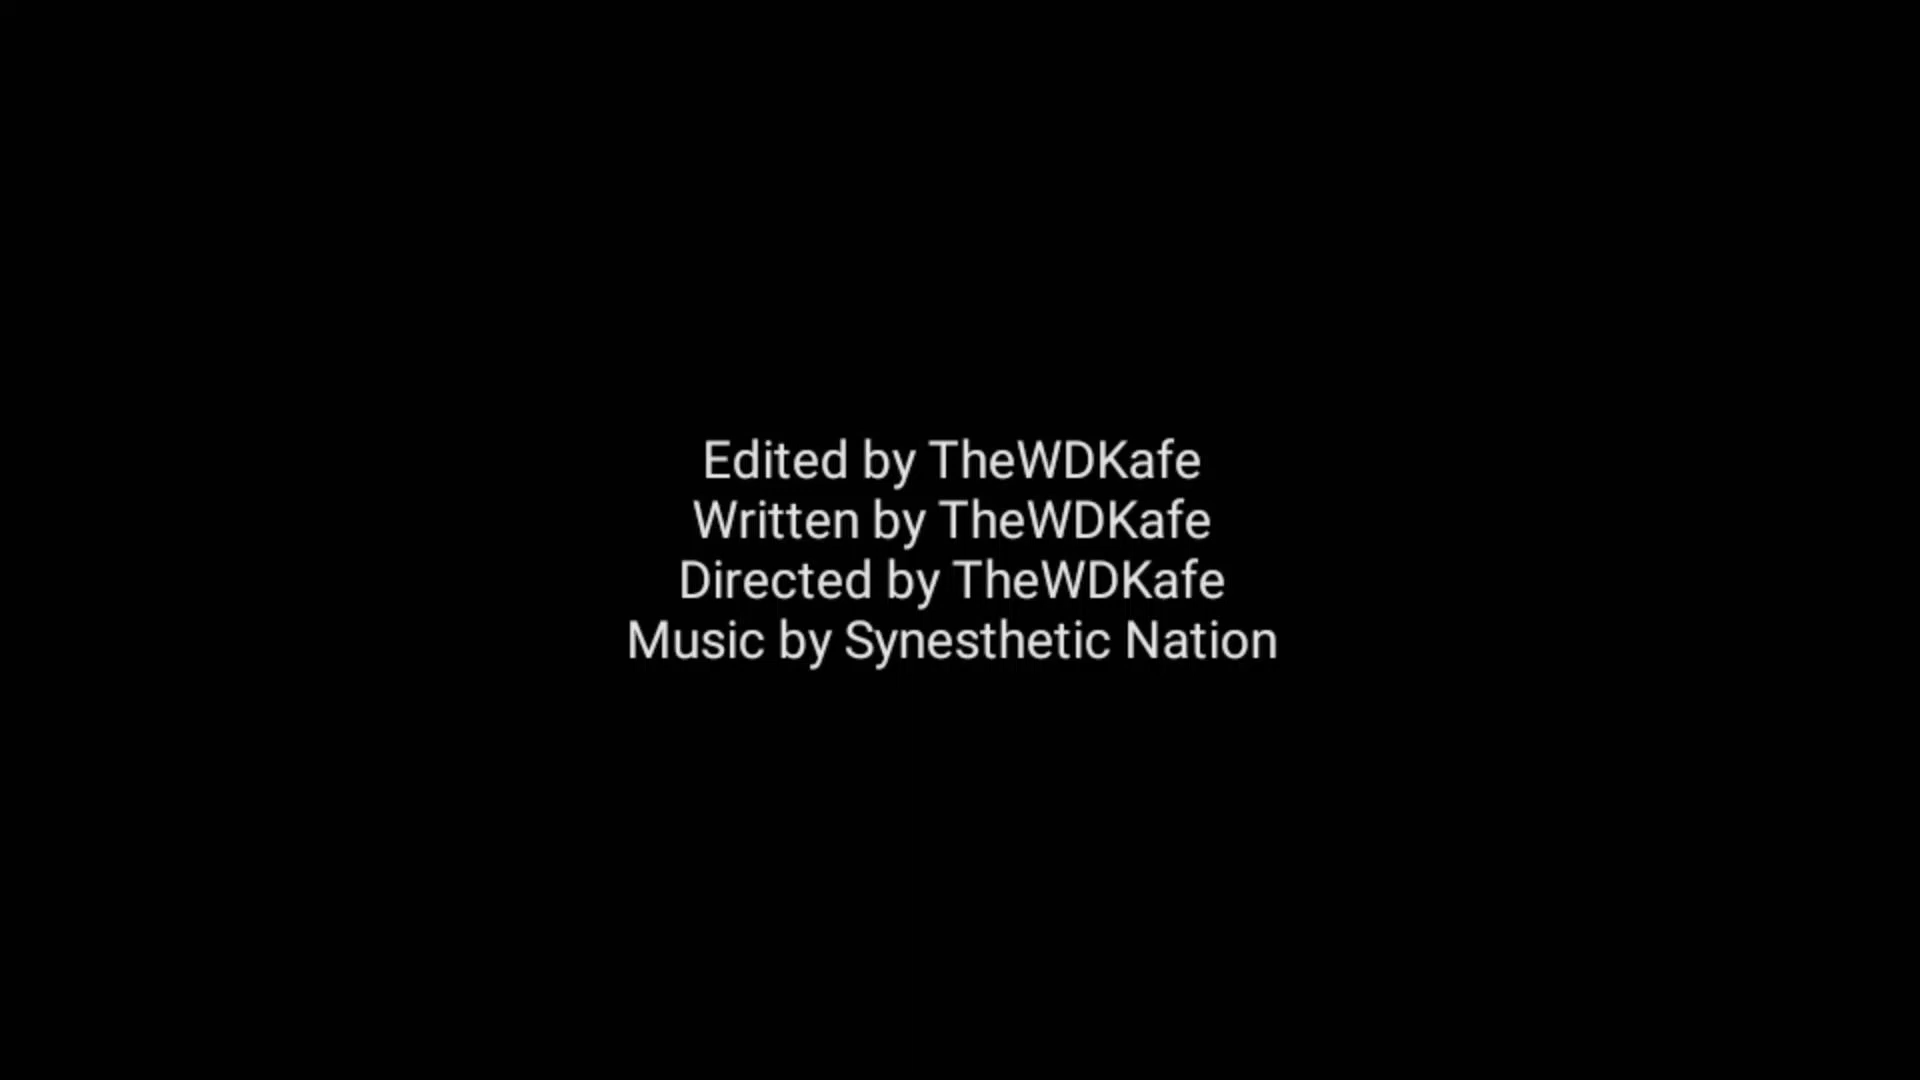 Edited by TheWDKafe
Written by TheWDKafe
Directed by TheWDKafe
Music by Synesthetic Nation